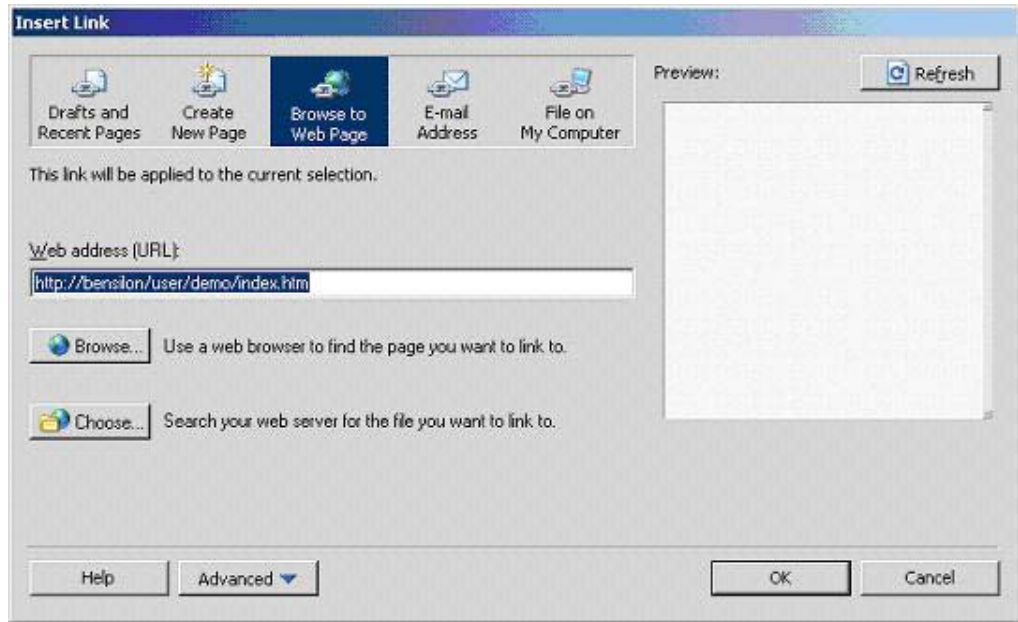 Insert Link
Drafts and Recent Pages
Create New Page
Browse to Web Page
E-mail Address
File on My Computer
Preview:
Refresh
This link will be applied to the current selection.
Web address (URL):
http://bensilon/user/demo/index.htm
Browse... Use a web browser to find the page you want to link to.
Choose... Search your web server for the file you want to link to.
Help
Advanced
OK
Cancel